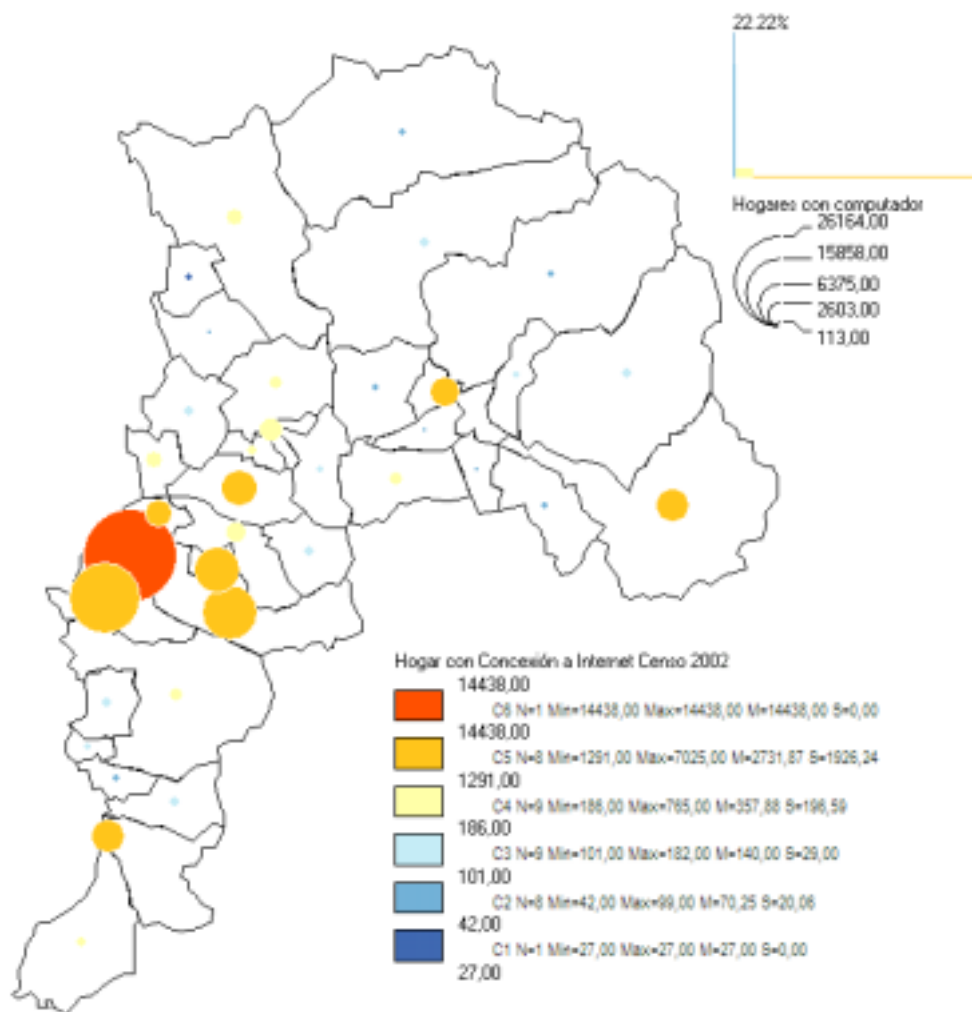 22.22%
Hogares con computador
26164,00
15858,00
6375,00
2603,00
113,00
Hogar con Concexión a Internet Censo 2002
14438,00
C6 N=1 Min=14438,00 Max=14438,00 M=14438,00 S=0,00
14438,00
C5 N=8 Min=1291,00 Max=7025,00 M=2731,87 S=1926,24
1291,00
C4 N=9 Min=186,00 Max=765,00 M=357,88 S=196,59
186,00
C3 N=9 Min=101,00 Max=182,00 M=140,00 S=29,00
101,00
C2 N=8 Min=42,00 Max=99,00 M=70,25 S=20,06
42,00
C1 N=1 Min=27,00 Max=27,00 M=27,00 S=0,00
27,00